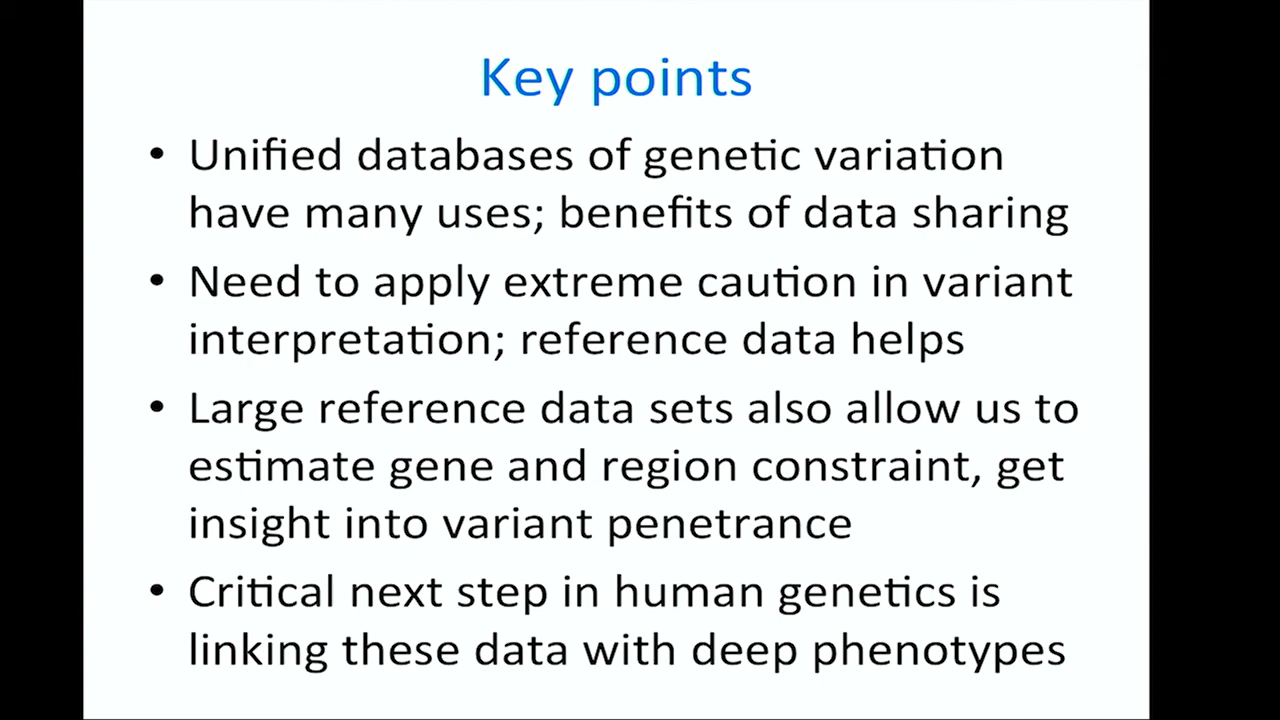 Key points
• Unified databases of genetic variation
have many uses; benefits of data sharing
• Need to apply extreme caution in variant
interpretation; reference data helps
• Large reference data sets also allow us to
estimate gene and region constraint, get
insight into variant penetrance
• Critical next step in human genetics is
linking these data with deep phenotypes